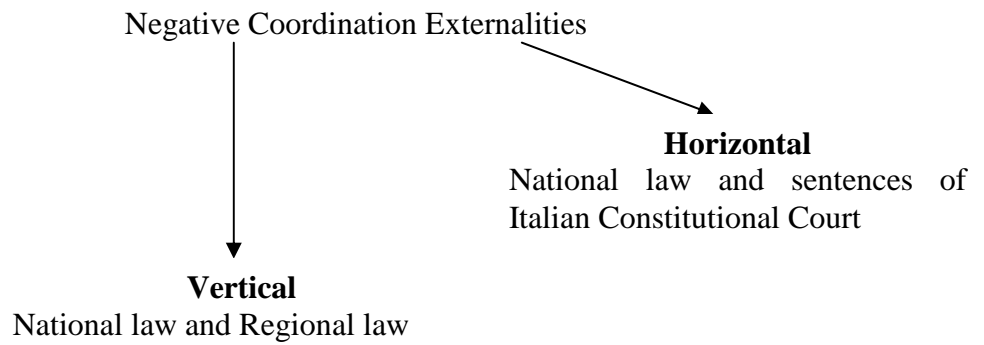 Negative Coordination Externalities
Horizontal
National law and sentences of
Italian Constitutional Court
Vertical
National law and Regional law